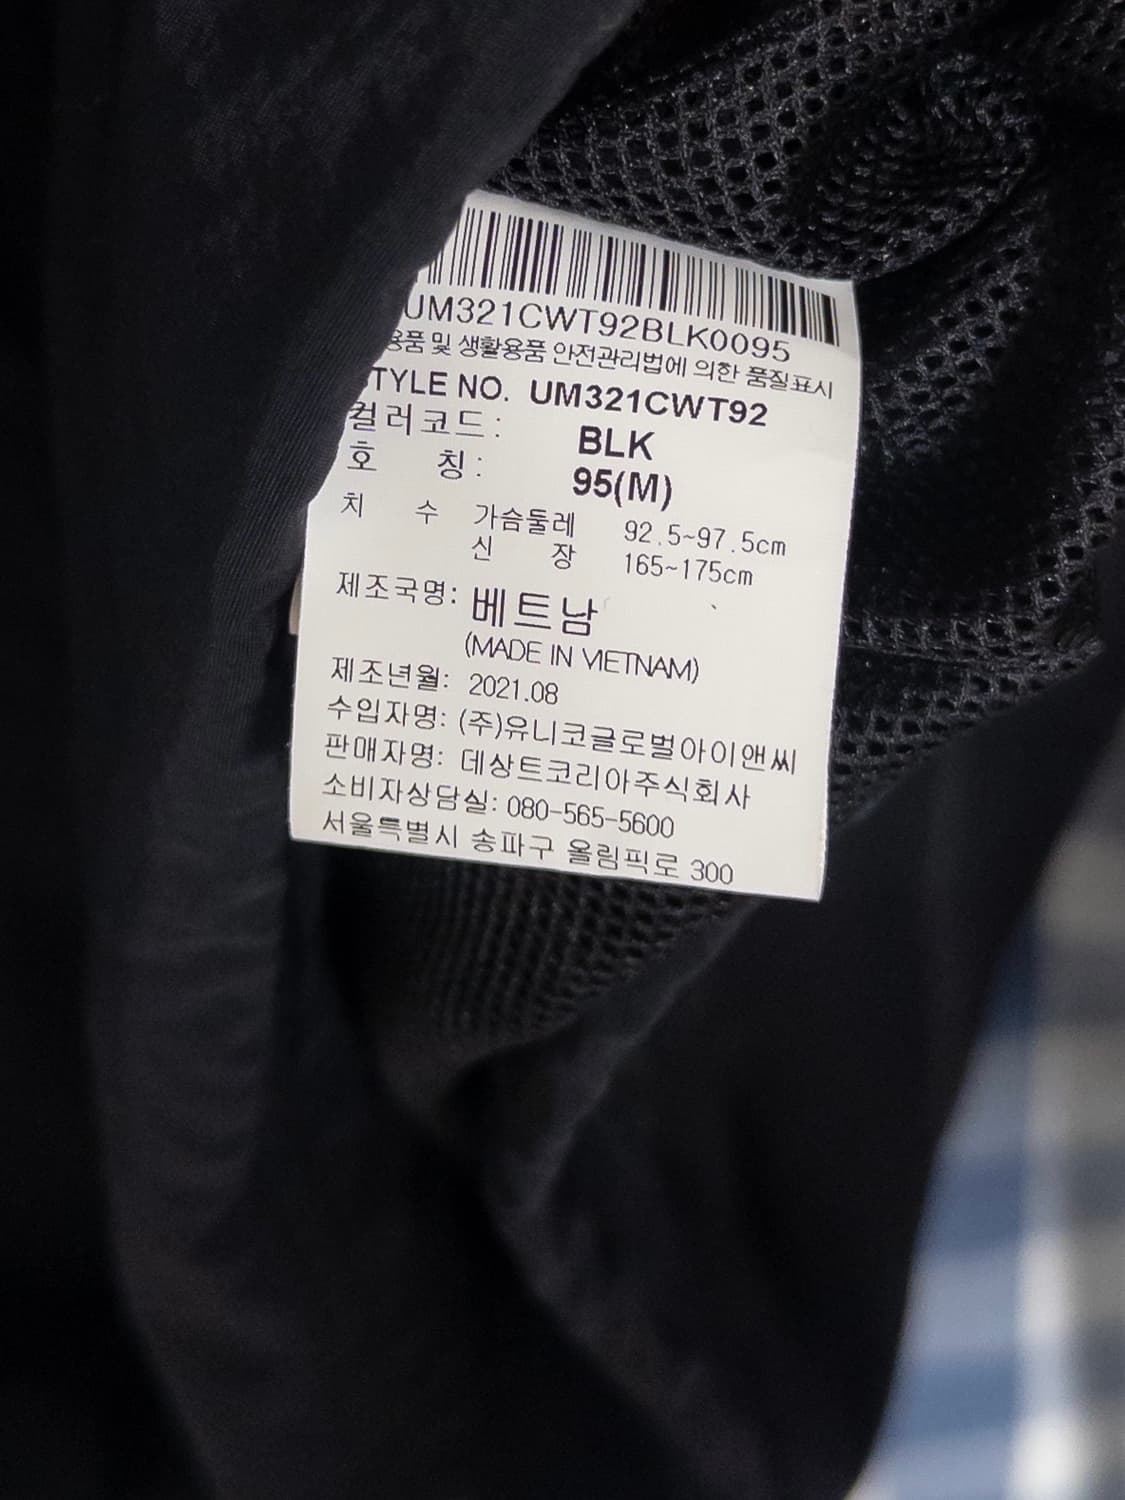 UM321CWT92BLK0095
용품 및 생활용품 안전관리법에 의한 품질표시
STYLE NO. UM321CWT92
컬러코드: BLK
호 칭: 95(M)
치 수 가슴둘레 92.5~97.5cm
신 장 165~175cm
제조국명: 베트남
(MADE IN VIETNAM)
제조년월: 2021.08
수입자명: (주)유니코글로벌아이앤씨
판매자명: 데상트코리아주식회사
소비자상담실: 080-565-5600
서울특별시 송파구 올림픽로 300